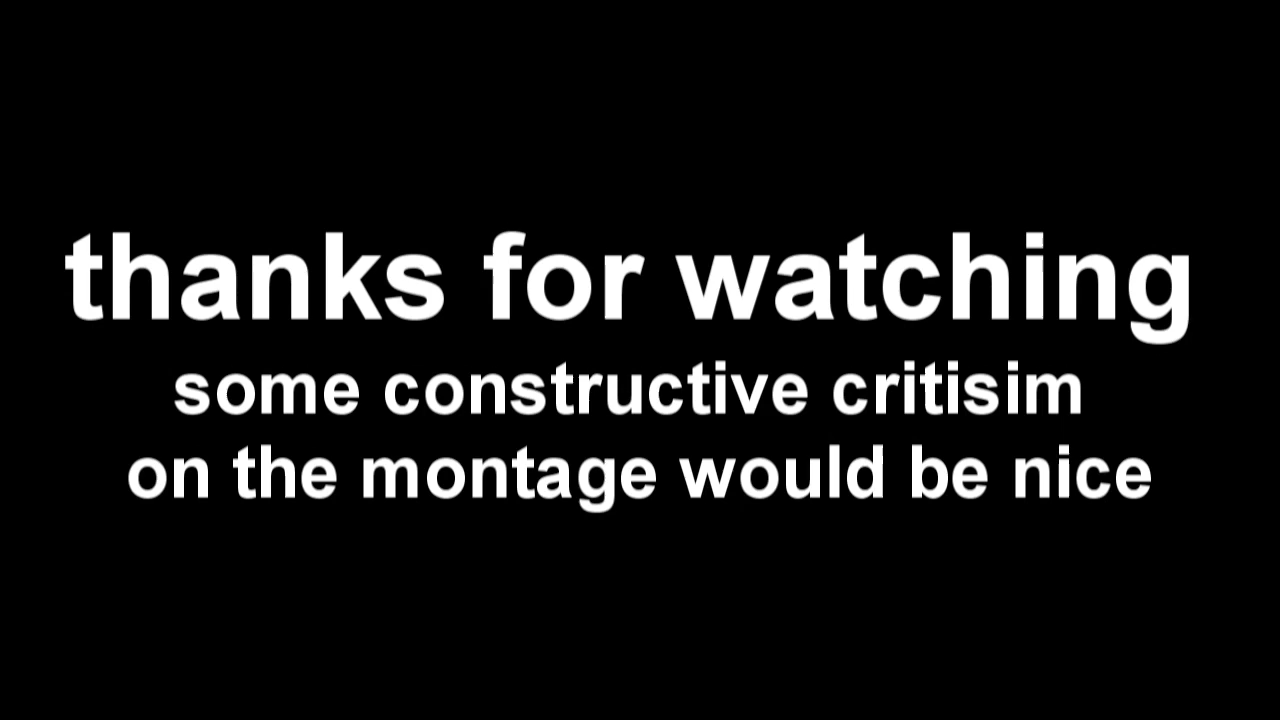 thanks for watching
some constructive critisim
on the montage would be nice